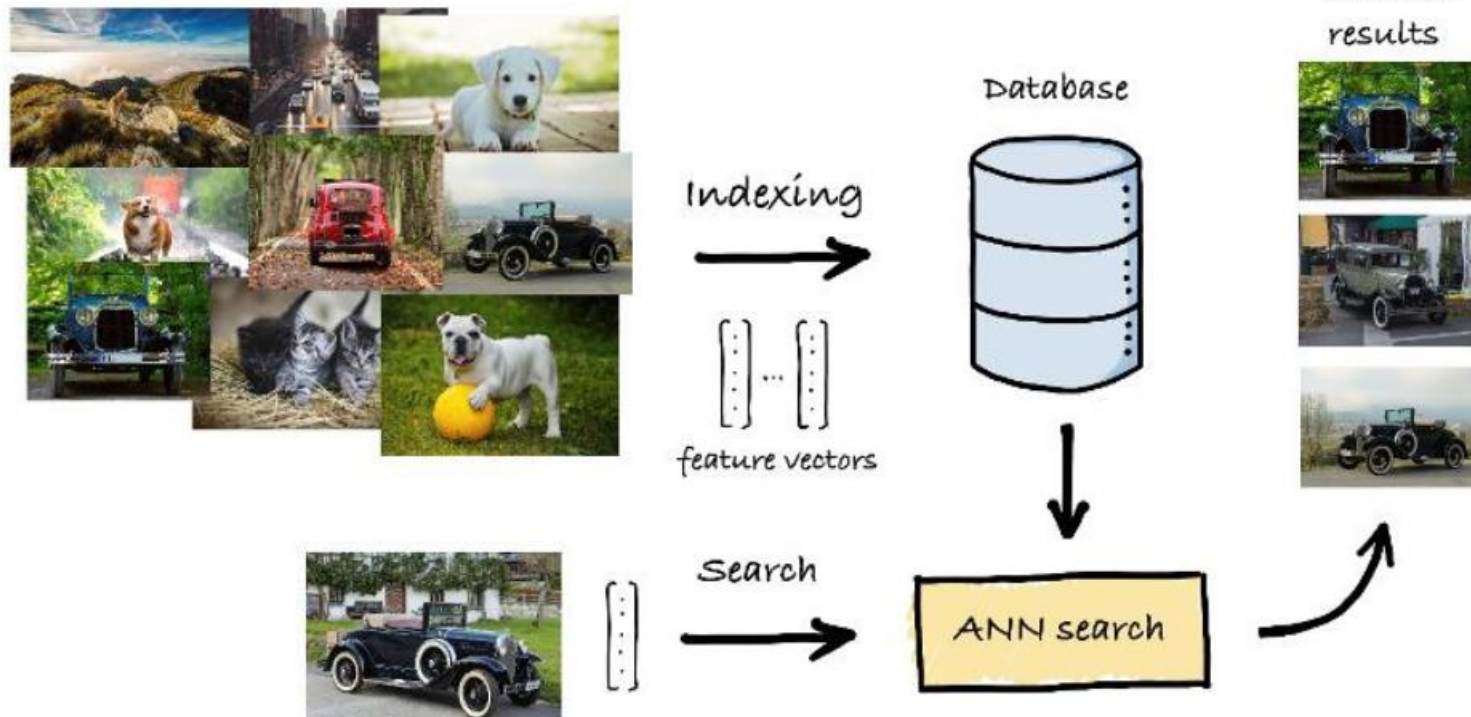 results
Database
Indexing
feature vectors
Search
ANN search